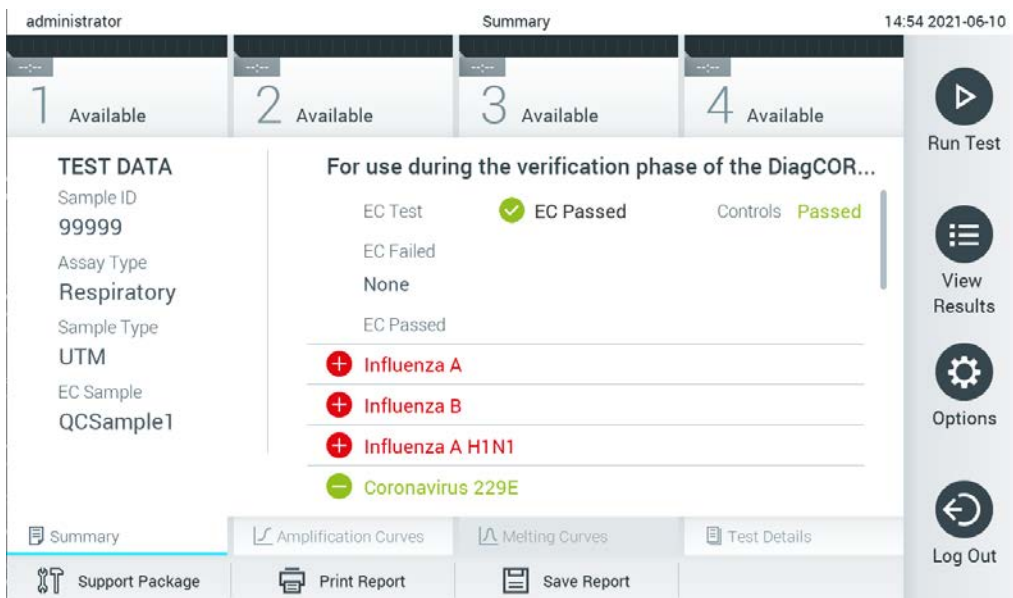 administrator
Summary
14:54 2021-06-10
--:--
1 Available
--:--
2 Available
--:--
3 Available
--:--
4 Available
TEST DATA
Sample ID
99999
Assay Type
Respiratory
Sample Type
UTM
EC Sample
QCSample1
For use during the verification phase of the DiagCOR...
EC Test EC Passed Controls Passed
EC Failed
None
EC Passed
Influenza A
Influenza B
Influenza A H1N1
Coronavirus 229E
Run Test
View
Results
Options
Log Out
Summary
Amplification Curves
Melting Curves
Test Details
Support Package
Print Report
Save Report